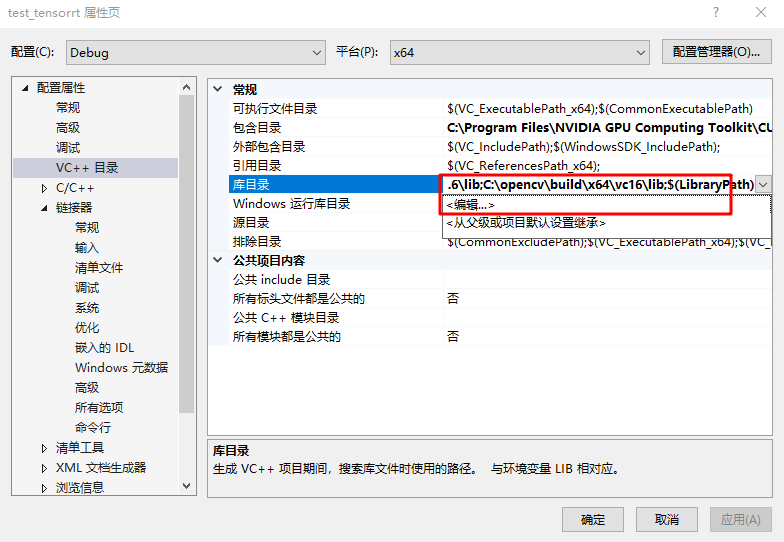 test_tensorrt 属性页
配置(C): Debug 平台(P): x64 配置管理器(O)...
配置属性
常规
高级
调试
VC++ 目录
C/C++
链接器
常规
输入
清单文件
调试
系统
优化
嵌入的 IDL
Windows 元数据
高级
所有选项
命令行
清单工具
XML 文档生成器
浏览信息
常规
可执行文件目录 $(VC_ExecutablePath_x64);$(CommonExecutablePath)
包含目录 C:\Program Files\NVIDIA GPU Computing Toolkit\CU
外部包含目录 $(VC_IncludePath);$(WindowsSDK_IncludePath);
引用目录 $(VC_ReferencesPath_x64);
库目录 .6\lib;C:\opencv\build\x64\vc16\lib;$(LibraryPath)
Windows 运行库目录 <编辑...>
源目录 <从父级或项目默认设置继承>
排除目录 $(CommonExcludePath);$(VC_ExecutablePath_x64);$(VC_
公共项目内容
公共 include 目录
所有标头文件都是公共的 否
公共 C++ 模块目录
所有模块都是公共的 否
库目录
生成 VC++ 项目期间，搜索库文件时使用的路径。 与环境变量 LIB 相对应。
确定 取消 应用(A)